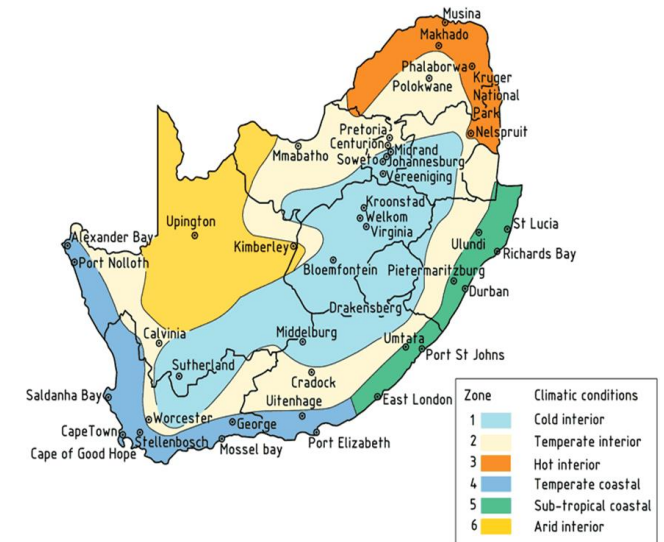 Musina
Makhado
Phalaborwa
Kruger
National
Park
Polokwane
Nelspruit
Pretoria
Centurion
Midrand
Soweto
Johannesburg
Vereeniging
Mmabatho
Kroonstad
Welkom
Virginia
Upington
Kimberley
Bloemfontein
St Lucia
Ulundi
Richards Bay
Pietermaritzburg
Durban
Alexander Bay
Port Nolloth
Drakensberg
Calvinia
Middelburg
Umtata
Port St Johns
Sutherland
Cradock
Saldanha Bay
Uitenhage
East London
Worcester
George
CapeTown
Stellenbosch
Mossel bay
Port Elizabeth
Cape of Good Hope
Zone Climatic conditions
1 Cold interior
2 Temperate interior
3 Hot interior
4 Temperate coastal
5 Sub-tropical coastal
6 Arid interior